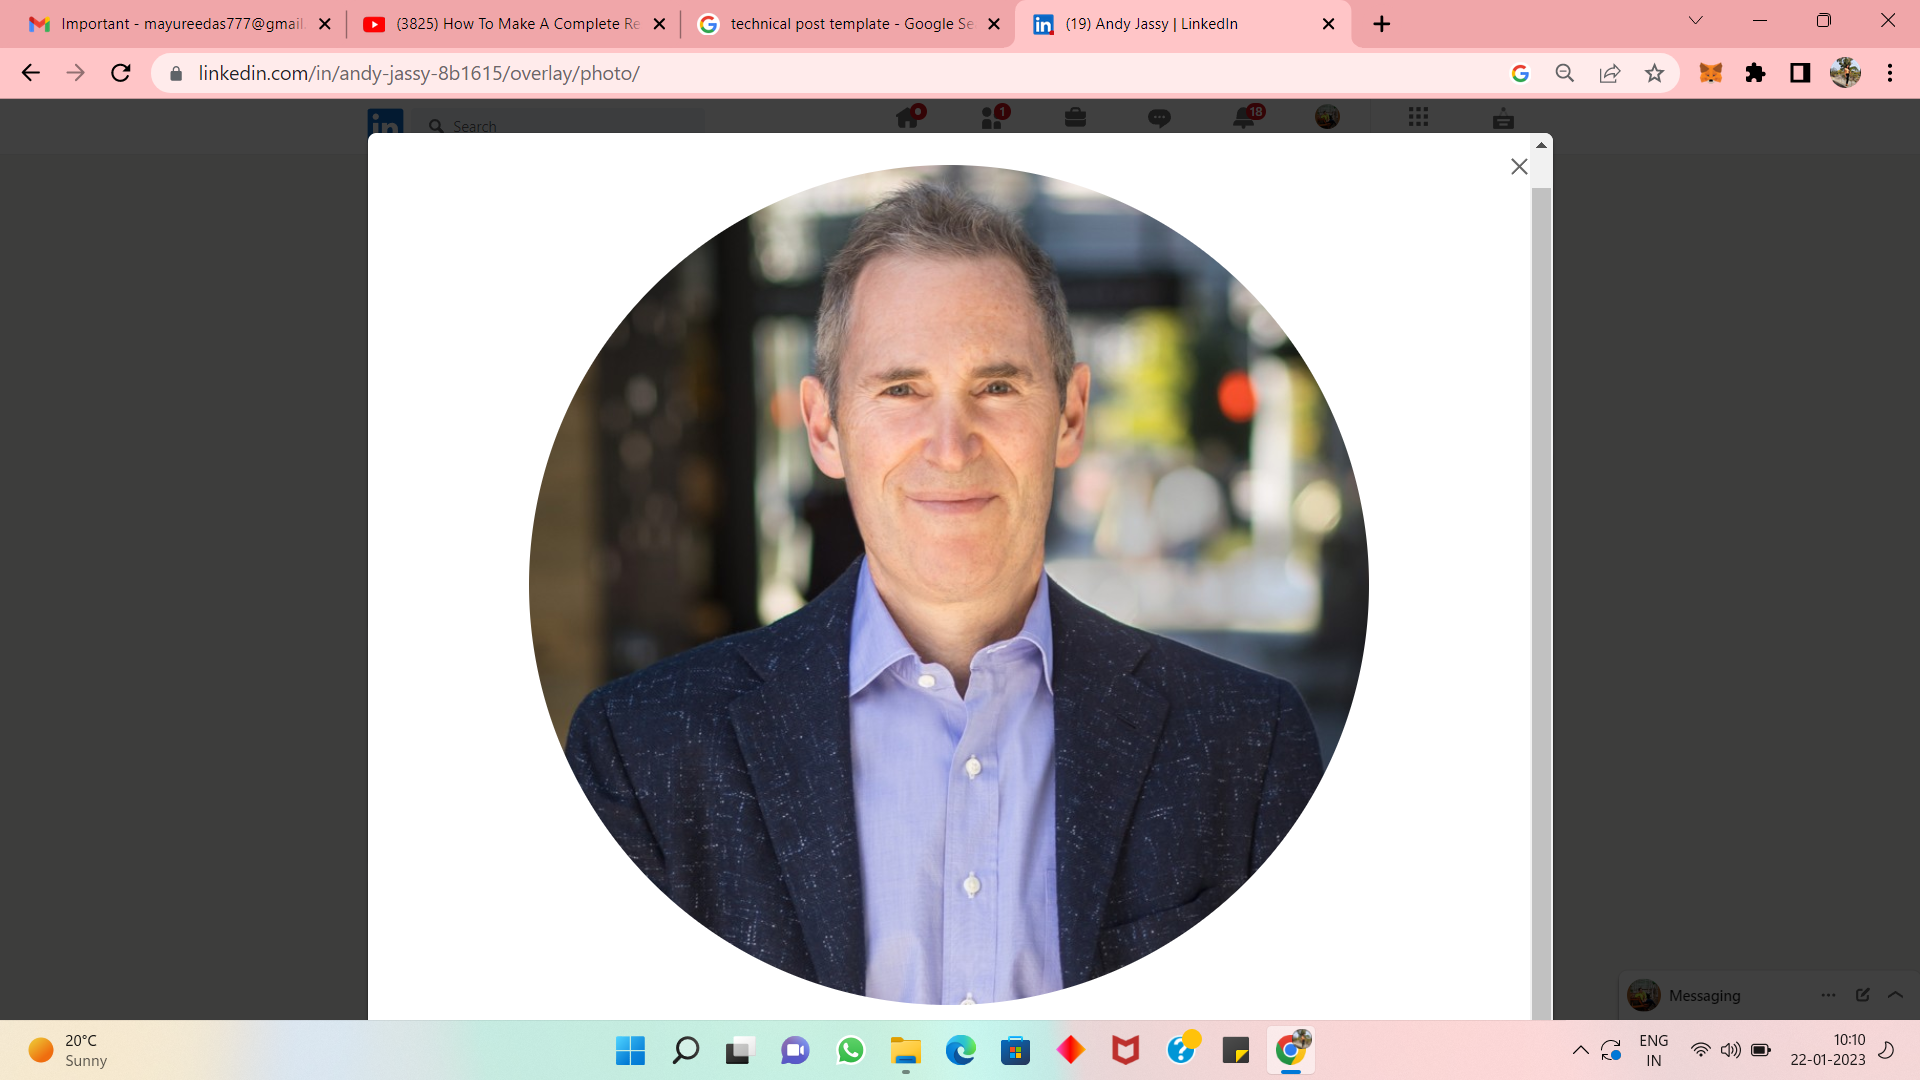 Important - mayureedas777@gmail.
(3825) How To Make A Complete Re
technical post template - Google Se
(19) Andy Jassy | LinkedIn
linkedin.com/in/andy-jassy-8b1615/overlay/photo/
in
Search
1
18
Messaging
20°C
Sunny
ENG
IN
10:10
22-01-2023